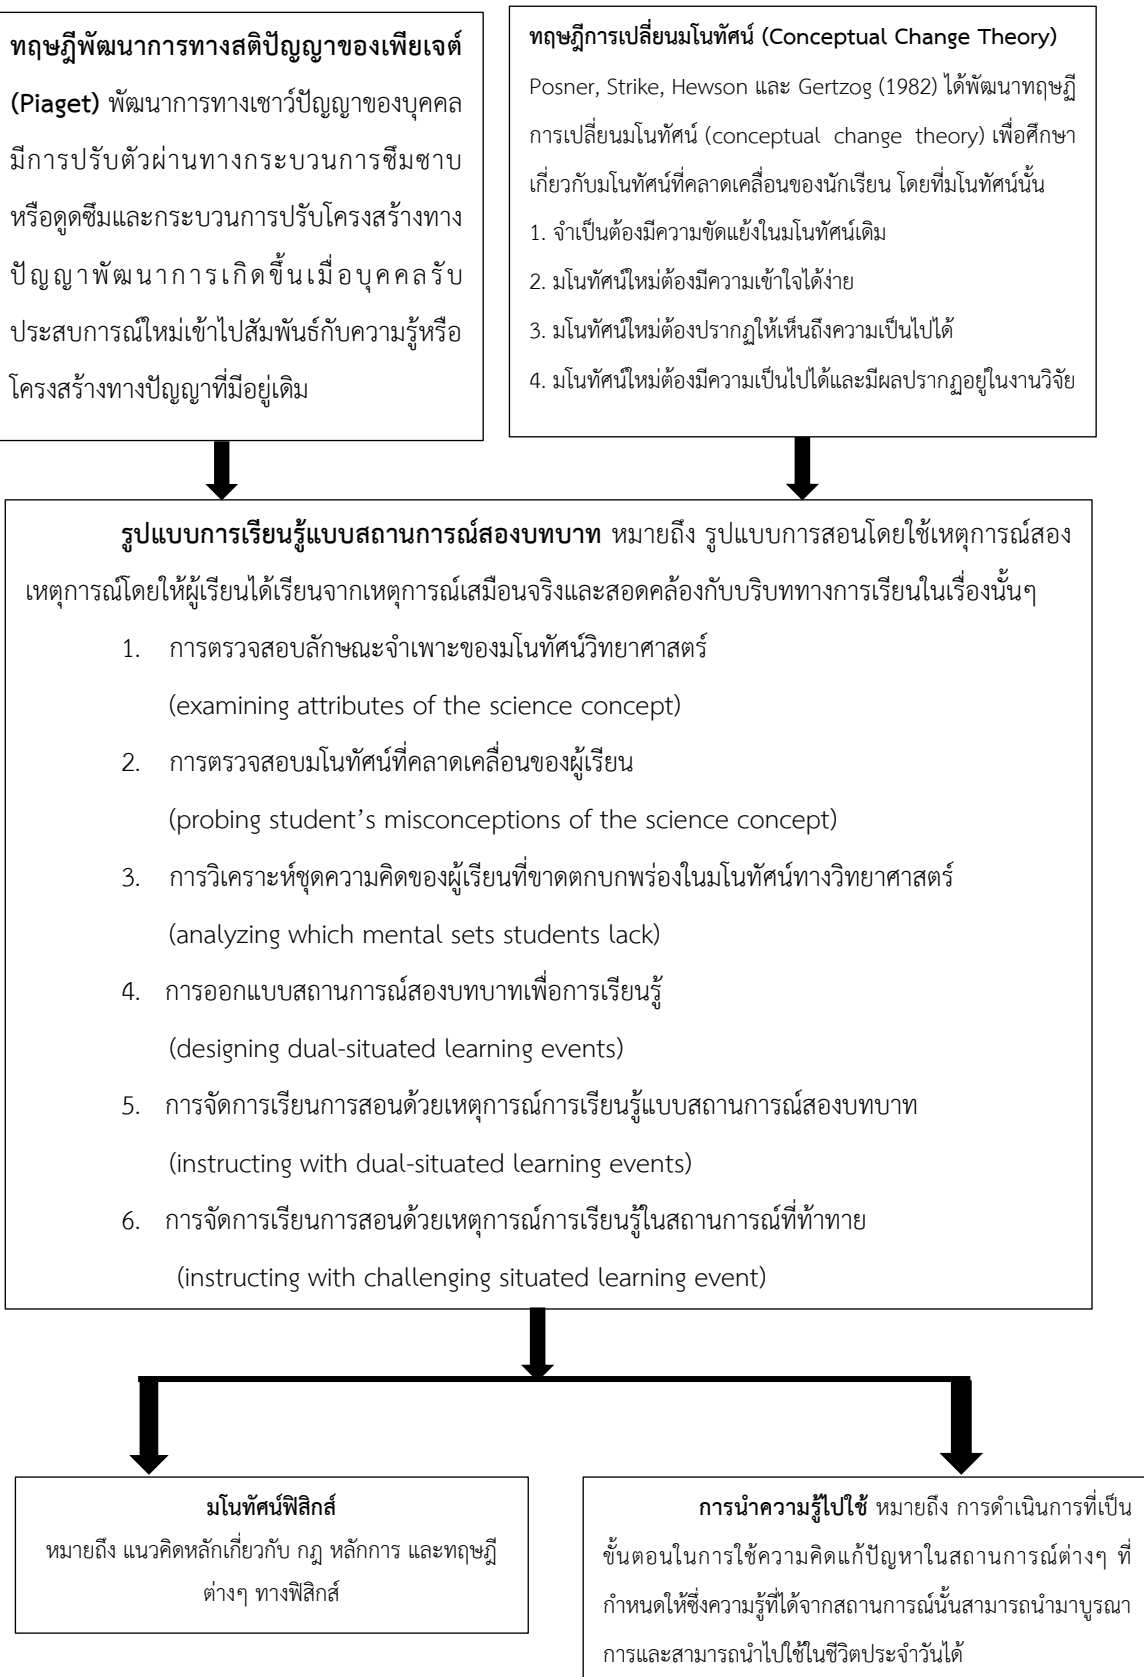 ทฤษฎีพัฒนาการทางสติปัญญาของเพียเจต์
(Piaget) พัฒนาการทางเชาว์ปัญญาของบุคคล
มีการปรับตัวผ่านทางกระบวนการซึมซาบ
หรือดูดซึมและกระบวนการปรับโครงสร้างทาง
ปัญญาพัฒนาการเกิดขึ้นเมื่อบุคคลรับ
ประสบการณ์ใหม่เข้าไปสัมพันธ์กับความรู้หรือ
โครงสร้างทางปัญญาที่มีอยู่เดิม
ทฤษฎีการเปลี่ยนมโนทัศน์ (Conceptual Change Theory)
Posner, Strike, Hewson และ Gertzog (1982) ได้พัฒนาทฤษฎี
การเปลี่ยนมโนทัศน์ (conceptual change theory) เพื่อศึกษา
เกี่ยวกับมโนทัศน์ที่คลาดเคลื่อนของนักเรียน โดยที่มโนทัศน์นั้น
1. จำเป็นต้องมีความขัดแย้งในมโนทัศน์เดิม
2. มโนทัศน์ใหม่ต้องมีความเข้าใจได้ง่าย
3. มโนทัศน์ใหม่ต้องปรากฏให้เห็นถึงความเป็นไปได้
4. มโนทัศน์ใหม่ต้องมีความเป็นไปได้และมีผลปรากฏอยู่ในงานวิจัย
รูปแบบการเรียนรู้แบบสถานการณ์สองบทบาท หมายถึง รูปแบบการสอนโดยใช้เหตุการณ์สอง
เหตุการณ์โดยให้ผู้เรียนได้เรียนจากเหตุการณ์เสมือนจริงและสอดคล้องกับบริบททางการเรียนในเรื่องนั้นๆ
1. การตรวจสอบลักษณะจำเพาะของมโนทัศน์วิทยาศาสตร์
(examining attributes of the science concept)
2. การตรวจสอบมโนทัศน์ที่คลาดเคลื่อนของผู้เรียน
(probing student’s misconceptions of the science concept)
3. การวิเคราะห์ชุดความคิดของผู้เรียนที่ขาดตกบกพร่องในมโนทัศน์ทางวิทยาศาสตร์
(analyzing which mental sets students lack)
4. การออกแบบสถานการณ์สองบทบาทเพื่อการเรียนรู้
(designing dual-situated learning events)
5. การจัดการเรียนการสอนด้วยเหตุการณ์การเรียนรู้แบบสถานการณ์สองบทบาท
(instructing with dual-situated learning events)
6. การจัดการเรียนการสอนด้วยเหตุการณ์การเรียนรู้ในสถานการณ์ที่ท้าทาย
(instructing with challenging situated learning event)
มโนทัศน์ฟิสิกส์
หมายถึง แนวคิดหลักเกี่ยวกับ กฎ หลักการ และทฤษฎี
ต่างๆ ทางฟิสิกส์
การนำความรู้ไปใช้ หมายถึง การดำเนินการที่เป็น
ขั้นตอนในการใช้ความคิดแก้ปัญหาในสถานการณ์ต่างๆ ที่
กำหนดให้ซึ่งความรู้ที่ได้จากสถานการณ์นั้นสามารถนำมาบูรณา
การและสามารถนำไปใช้ในชีวิตประจำวันได้